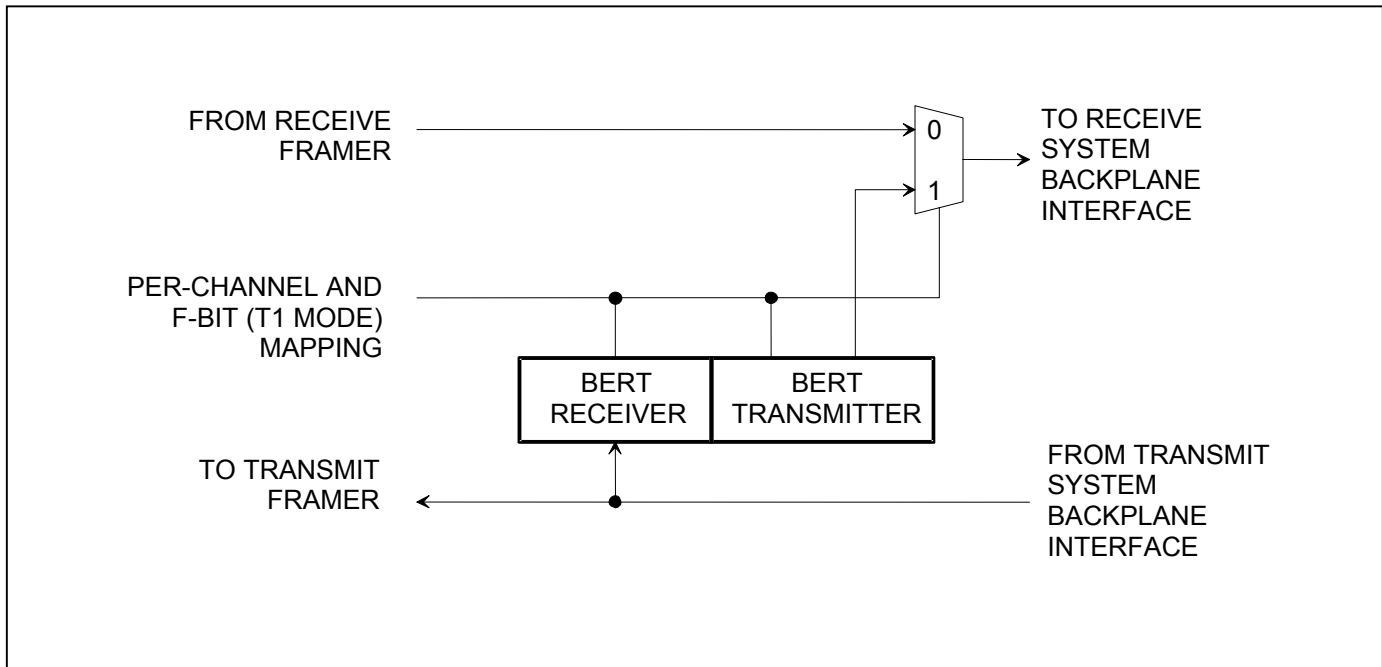 FROM RECEIVE
FRAMER
0
1
TO RECEIVE
SYSTEM
BACKPLANE
INTERFACE
PER-CHANNEL AND
F-BIT (T1 MODE)
MAPPING
BERT
RECEIVER
BERT
TRANSMITTER
TO TRANSMIT
FRAMER
FROM TRANSMIT
SYSTEM
BACKPLANE
INTERFACE